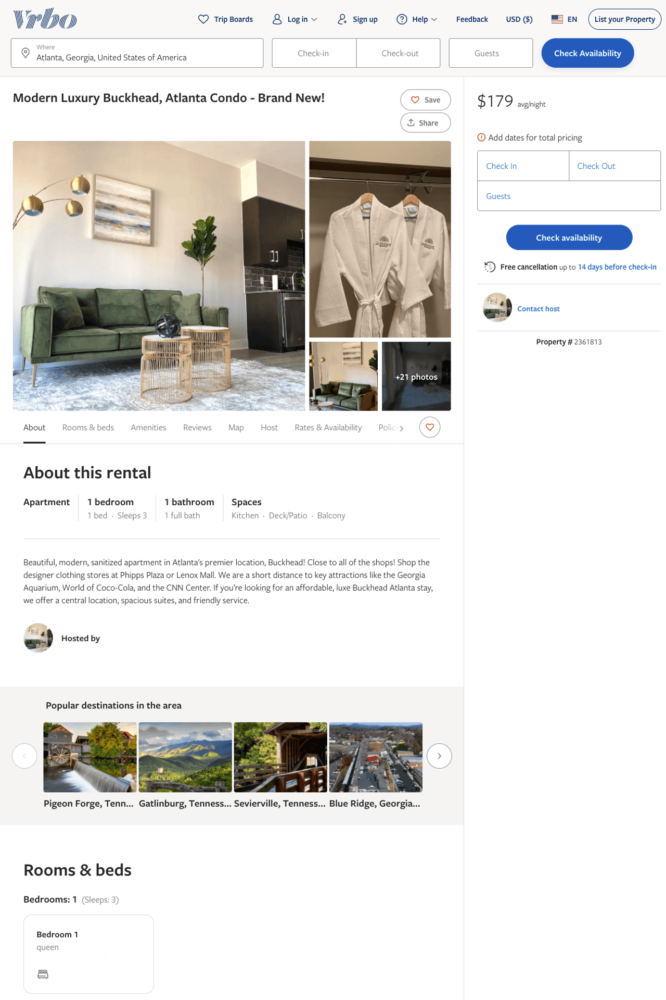 Vrbo
Trip Boards
Log in
Sign up
Help
Feedback
USD ($)
EN
List your Property
Where
Atlanta, Georgia, United States of America
Check-in
Check-out
Guests
Check Availability
Modern Luxury Buckhead, Atlanta Condo - Brand New!
Save
Share
$179 avg/night
Add dates for total pricing
Check In
Check Out
Guests
Check availability
Free cancellation up to 14 days before check-in
Contact host
Property # 2361813
+21 photos
About
Rooms & beds
Amenities
Reviews
Map
Host
Rates & Availability
About this rental
Apartment
1 bedroom
1 bed · Sleeps 3
1 bathroom
1 full bath
Spaces
Kitchen · Deck/Patio · Balcony
Beautiful, modern, sanitized apartment in Atlanta's premier location, Buckhead! Close to all of the shops! Shop the
designer clothing stores at Phipps Plaza or Lenox Mall. We are a short distance to key attractions like the Georgia
Aquarium, World of Coco-Cola, and the CNN Center. If you're looking for an affordable, luxe Buckhead Atlanta stay,
we offer a central location, spacious suites, and friendly service.
Hosted by
Popular destinations in the area
Pigeon Forge, Tenn...
Gatlinburg, Tenness...
Sevierville, Tenness...
Blue Ridge, Georgia...
Rooms & beds
Bedrooms: 1 (Sleeps: 3)
Bedroom 1
queen